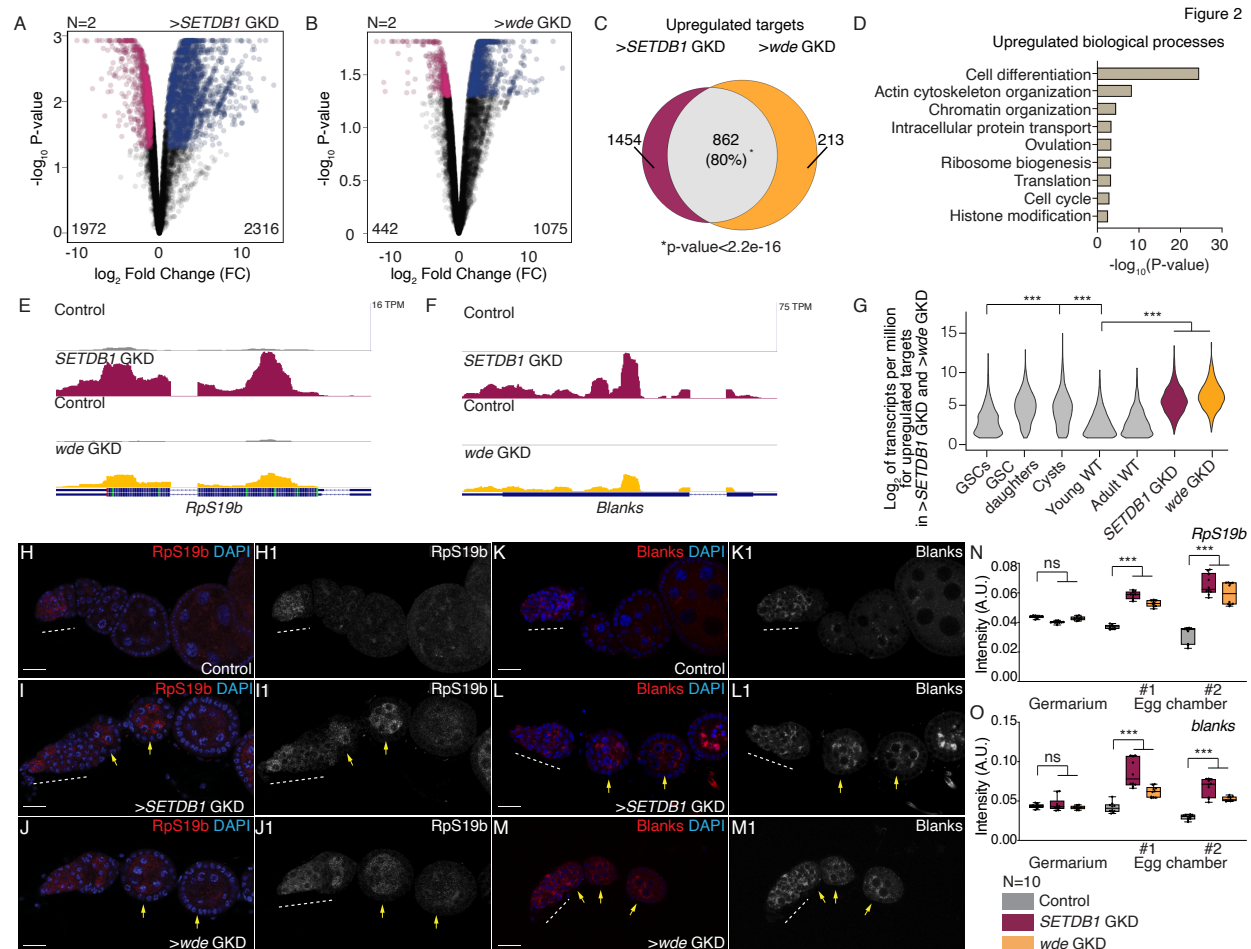 Figure 2
A
N=2
>SETDB1 GKD
3
2
1
0
-log10 P-value
1972
2316
-10
0
10
log2 Fold Change (FC)
B
N=2
>wde GKD
1.5
1.0
0.5
0
-log10 P-value
442
1075
-10
0
10
log2 Fold Change (FC)
C
Upregulated targets
>SETDB1 GKD
>wde GKD
1454
862
(80%)*
213
*p-value<2.2e-16
D
Upregulated biological processes
Cell differentiation
Actin cytoskeleton organization
Chromatin organization
Intracellular protein transport
Ovulation
Ribosome biogenesis
Translation
Cell cycle
Histone modification
0
10
20
30
-log10(P-value)
E
Control
16 TPM
SETDB1 GKD
Control
wde GKD
RpS19b
F
Control
75 TPM
SETDB1 GKD
Control
wde GKD
Blanks
G
Log2 of transcripts per million
for upregulated targets
in >SETDB1 GKD and >wde GKD
15
10
5
0
***
***
***
GSCs
GSC
daughters
Cysts
Young WT
Adult WT
SETDB1 GKD
wde GKD
H
RpS19b DAPI
Control
H1
RpS19b
K
Blanks DAPI
Control
K1
Blanks
I
RpS19b DAPI
>SETDB1 GKD
I1
RpS19b
L
Blanks DAPI
>SETDB1 GKD
L1
Blanks
J
RpS19b DAPI
>wde GKD
J1
RpS19b
M
Blanks DAPI
>wde GKD
M1
Blanks
N
RpS19b
Intensity (A.U.)
0.08
0.06
0.04
0.02
0.00
ns
***
***
#1
#2
Germarium
Egg chamber
O
blanks
Intensity (A.U.)
0.15
0.10
0.05
0.00
ns
***
***
#1
#2
Germarium
Egg chamber
N=10
Control
SETDB1 GKD
wde GKD